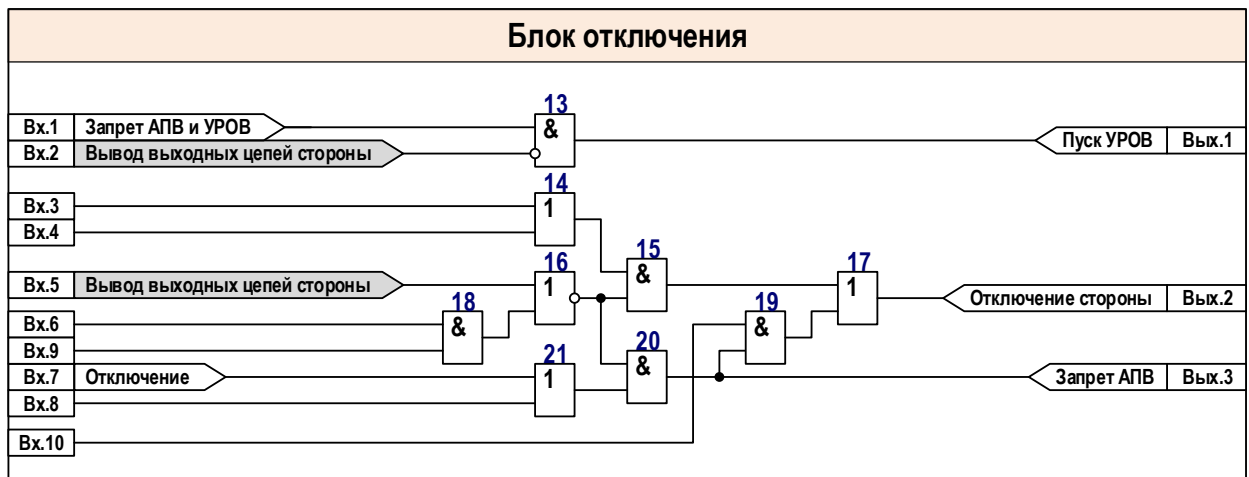 Блок отключения
13
Вх.1 Запрет АПВ и УРОВ & Пуск УРОВ Вых.1
Вх.2 Вывод выходных цепей стороны
14
Вх.3 1
Вх.4
15
16 & 17
Вх.5 Вывод выходных цепей стороны 1 1 Отключение стороны Вых.2
18 19
Вх.6 & &
Вх.9
21 20
Вх.7 Отключение 1 & Запрет АПВ Вых.3
Вх.8
Вх.10